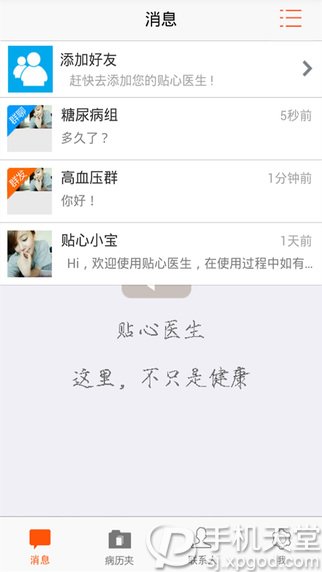 消息
添加好友
赶快去添加您的贴心医生！
群聊
糖尿病组
5秒前
多久了？
群发
高血压群
1分钟前
你好！
贴心小宝
1天前
Hi，欢迎使用贴心医生，在使用过程中如有...
贴心医生
这里，不只是健康
消息
病历夹
联系人
我
手机天堂
sj.xpgod.com